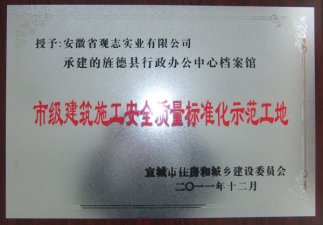 授于:安徽省观志实业有限公司
承建的旌德县行政办公中心档案馆
市级建筑施工安全质量标准化示范工地
宣城市住房和城乡建设委员会
二〇一一年十二月